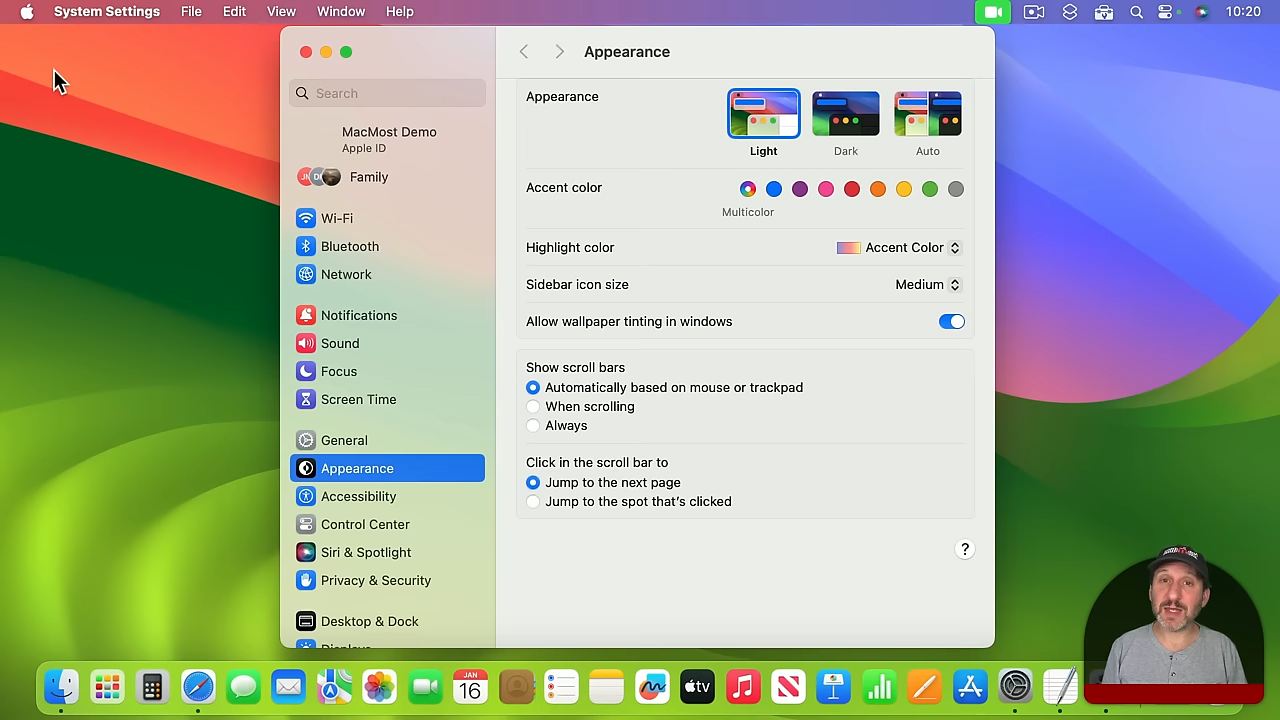 System Settings File Edit View Window Help 10:20
Appearance
Search
MacMost Demo
Apple ID
Family
Wi-Fi
Bluetooth
Network
Notifications
Sound
Focus
Screen Time
General
Appearance
Accessibility
Control Center
Siri & Spotlight
Privacy & Security
Desktop & Dock
Displays
Appearance
Light Dark Auto
Accent color
Multicolor
Highlight color Accent Color
Sidebar icon size Medium
Allow wallpaper tinting in windows
Show scroll bars
Automatically based on mouse or trackpad
When scrolling
Always
Click in the scroll bar to
Jump to the next page
Jump to the spot that's clicked
?
JAN
16
tv